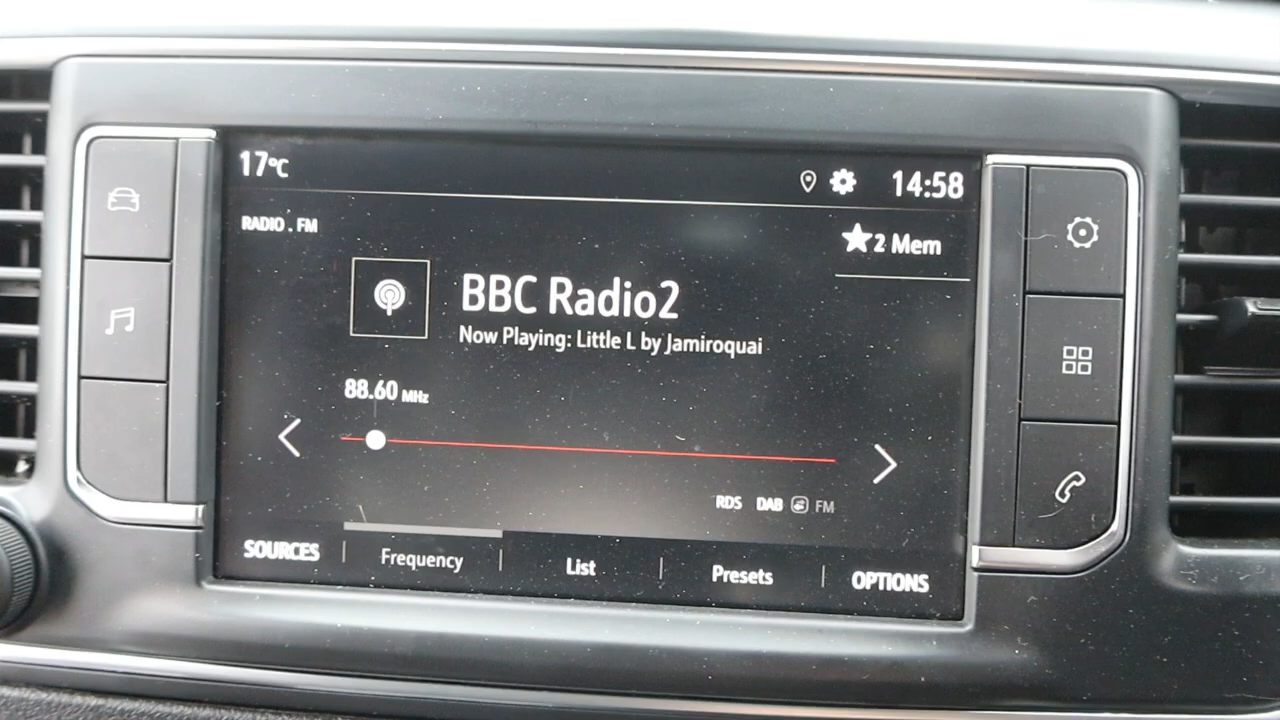 17°C
14:58
RADIO . FM
2 Mem
BBC Radio2
Now Playing: Little L by Jamiroquai
88.60 MHz
RDS DAB FM
SOURCES Frequency List Presets OPTIONS